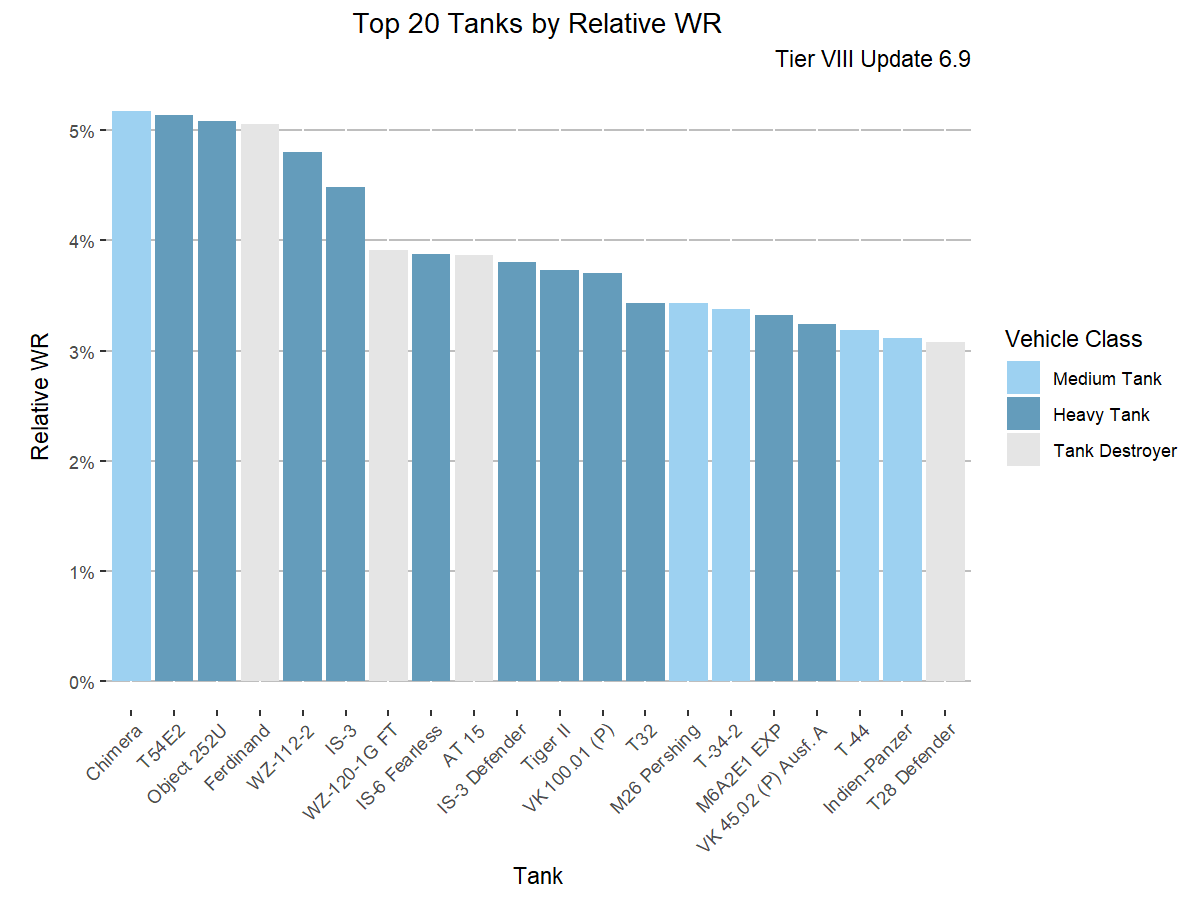 Top 20 Tanks by Relative WR
Tier VIII Update 6.9
5%
4%
3%
2%
1%
0%
Relative WR
Chimera
T54E2
Object 252U
Ferdinand
WZ-112-2
IS-3
WZ-120-1G FT
IS-6 Fearless
AT 15
IS-3 Defender
Tiger II
VK 100.01 (P)
T32
M26 Pershing
T-34-2
M6A2E1 EXP
VK 45.02 (P) Ausf. A
T-44
Indien-Panzer
T28 Defender
Tank
Vehicle Class
Medium Tank
Heavy Tank
Tank Destroyer